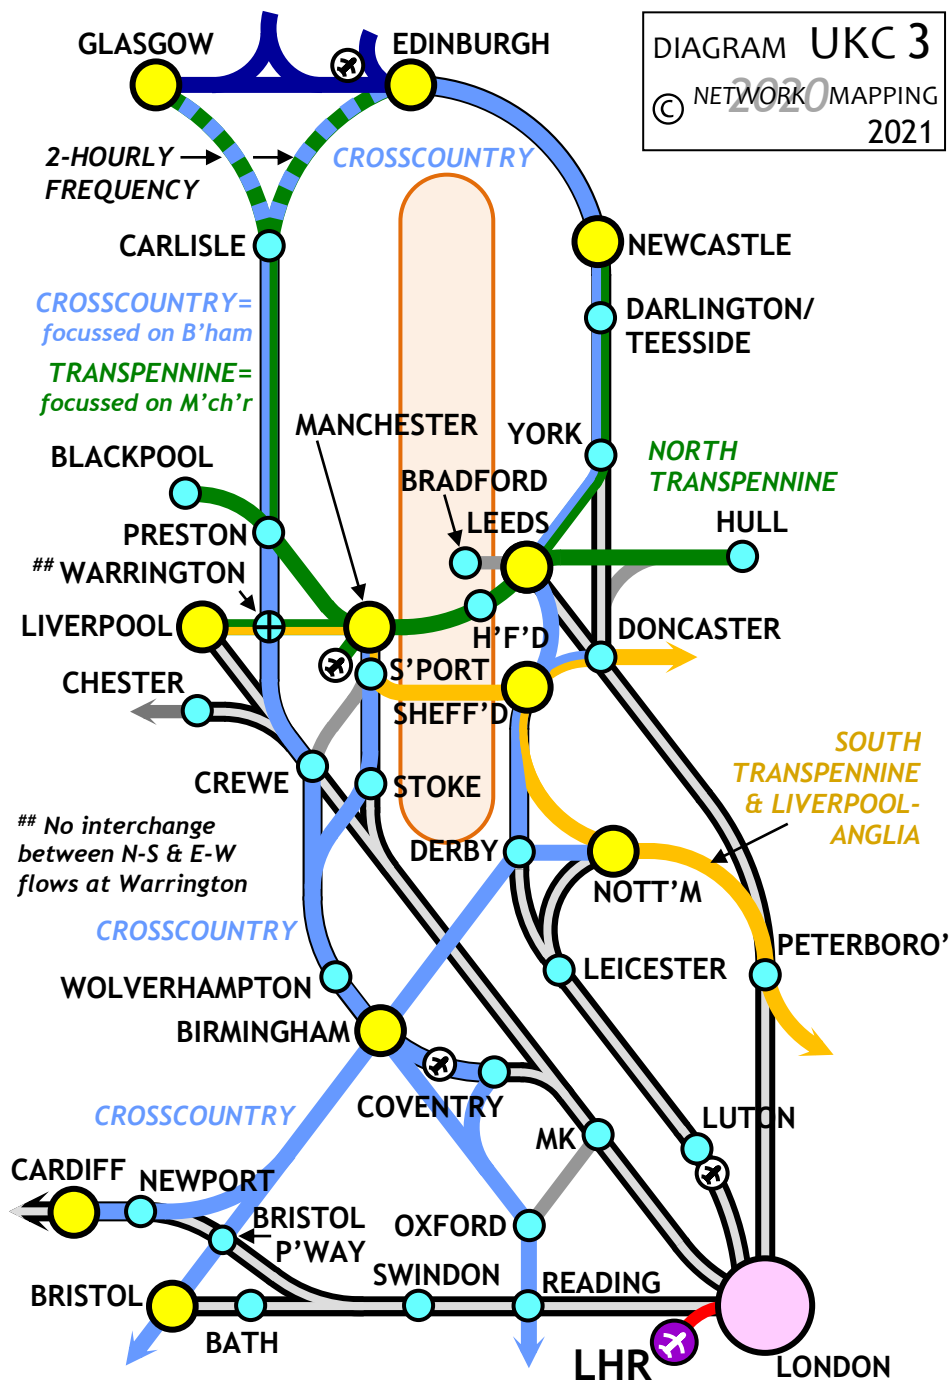 GLASGOW
EDINBURGH
DIAGRAM UKC 3
© NETWORK 2020 MAPPING
2021
2-HOURLY
FREQUENCY
CROSSCOUNTRY
CARLISLE
NEWCASTLE
CROSSCOUNTRY=
focussed on B'ham
DARLINGTON/
TEESSIDE
TRANSPENNINE=
focussed on M'ch'r
MANCHESTER
YORK
NORTH
TRANSPENNINE
BLACKPOOL
BRADFORD
LEEDS
HULL
PRESTON
## WARRINGTON
LIVERPOOL
H'F'D
DONCASTER
S'PORT
CHESTER
SHEFF'D
SOUTH
TRANSPENNINE
& LIVERPOOL-
ANGLIA
CREWE
STOKE
## No interchange
between N-S & E-W
flows at Warrington
DERBY
NOTT'M
CROSSCOUNTRY
PETERBORO'
LEICESTER
WOLVERHAMPTON
BIRMINGHAM
CROSSCOUNTRY
COVENTRY
LUTON
MK
CARDIFF
NEWPORT
BRISTOL
P'WAY
OXFORD
SWINDON
READING
BRISTOL
BATH
LHR
LONDON